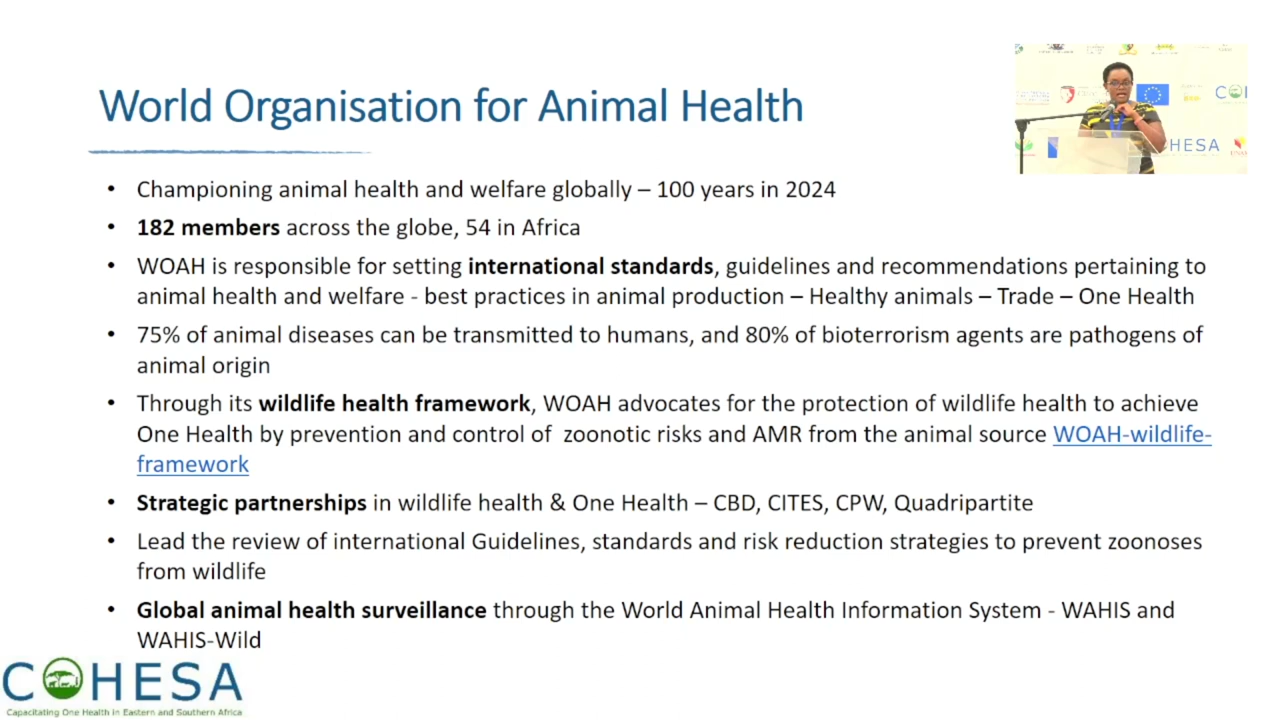 World Organisation for Animal Health
• Championing animal health and welfare globally – 100 years in 2024
• 182 members across the globe, 54 in Africa
• WOAH is responsible for setting international standards, guidelines and recommendations pertaining to
animal health and welfare - best practices in animal production – Healthy animals – Trade – One Health
• 75% of animal diseases can be transmitted to humans, and 80% of bioterrorism agents are pathogens of
animal origin
• Through its wildlife health framework, WOAH advocates for the protection of wildlife health to achieve
One Health by prevention and control of  zoonotic risks and AMR from the animal source WOAH-wildlife-
framework
• Strategic partnerships in wildlife health & One Health – CBD, CITES, CPW, Quadripartite
• Lead the review of international Guidelines, standards and risk reduction strategies to prevent zoonoses
from wildlife
• Global animal health surveillance through the World Animal Health Information System - WAHIS and
WAHIS-Wild
COHESA
Capacitating One Health in Eastern and Southern Africa
HESA